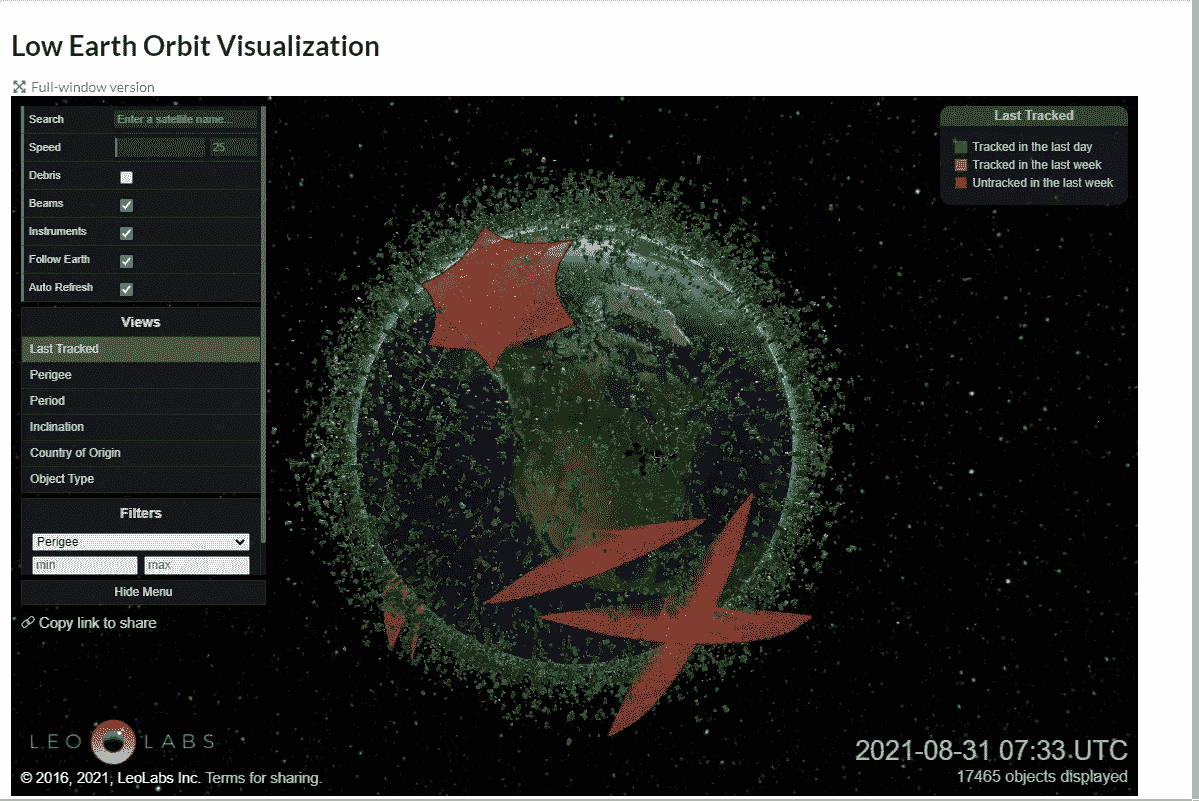 Low Earth Orbit Visualization
Full-window version
Search Enter a satellite name...
Speed 25
Debris
Beams
Instruments
Follow Earth
Auto Refresh
Views
Last Tracked
Perigee
Period
Inclination
Country of Origin
Object Type
Filters
Perigee
min max
Hide Menu
Copy link to share
LEO LABS
© 2016, 2021, LeoLabs Inc. Terms for sharing.
Last Tracked
Tracked in the last day
Tracked in the last week
Untracked in the last week
2021-08-31 07:33 UTC
17465 objects displayed